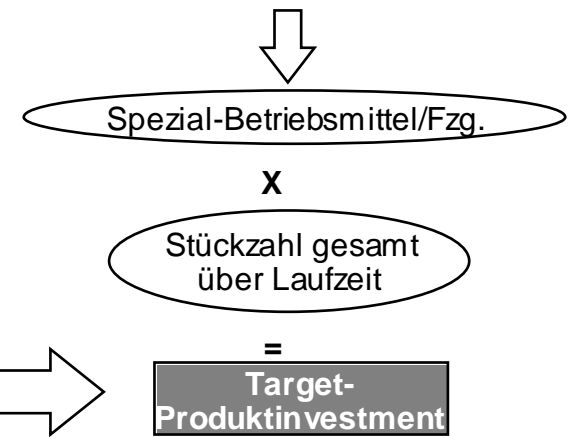 Spezial-Betriebsmittel/Fzg.
X
Stückzahl gesamt
über Laufzeit
=
Target-
Produktinvestment